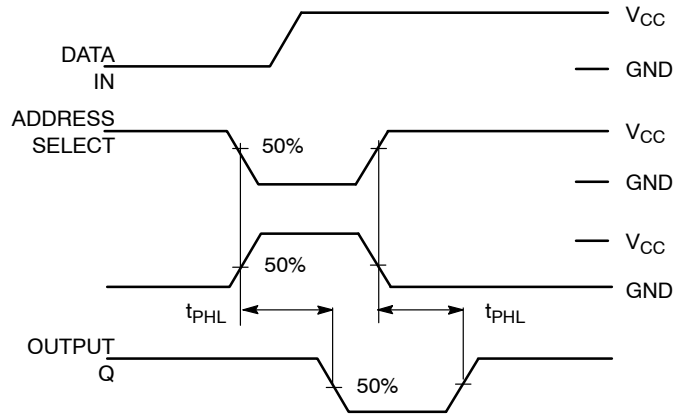 V_CC
DATA
IN
GND
ADDRESS
SELECT
50%
V_CC
GND
V_CC
50%
GND
t_PHL
t_PHL
OUTPUT
Q
50%